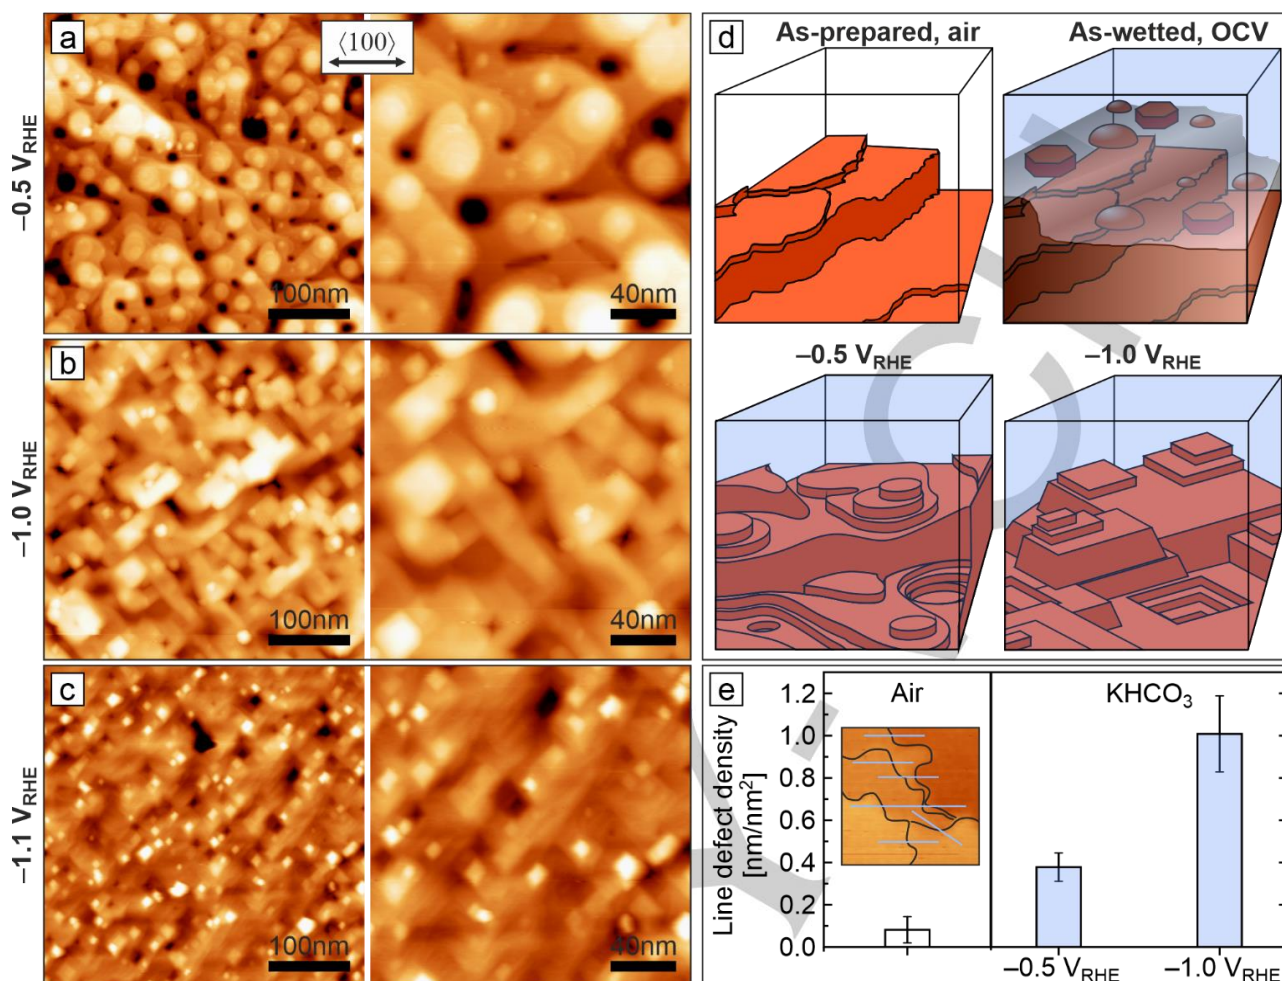 a
⟨100⟩
–0.5 VRHE
100nm
40nm
b
–1.0 VRHE
100nm
40nm
c
–1.1 VRHE
100nm
40nm
d
As-prepared, air
As-wetted, OCV
–0.5 VRHE
–1.0 VRHE
e
Air
KHCO3
Line defect density
[nm/nm2]
1.2
1.0
0.8
0.6
0.4
0.2
0.0
–0.5 VRHE
–1.0 VRHE